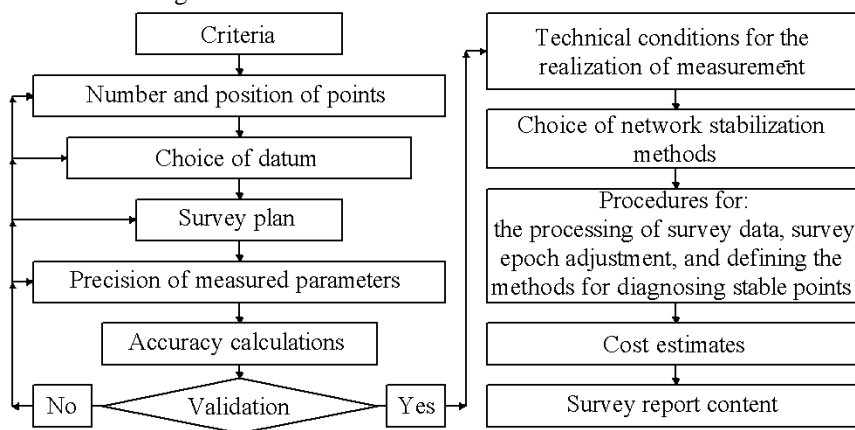 Criteria
Number and position of points
Choice of datum
Survey plan
Precision of measured parameters
Accuracy calculations
No
Validation
Yes
Technical conditions for the
realization of measurement
Choice of network stabilization
methods
Procedures for:
the processing of survey data, survey
epoch adjustment, and defining the
methods for diagnosing stable points
Cost estimates
Survey report content